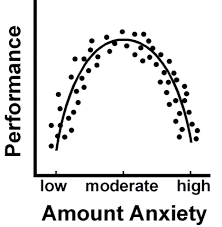 Performance
low moderate high
Amount Anxiety